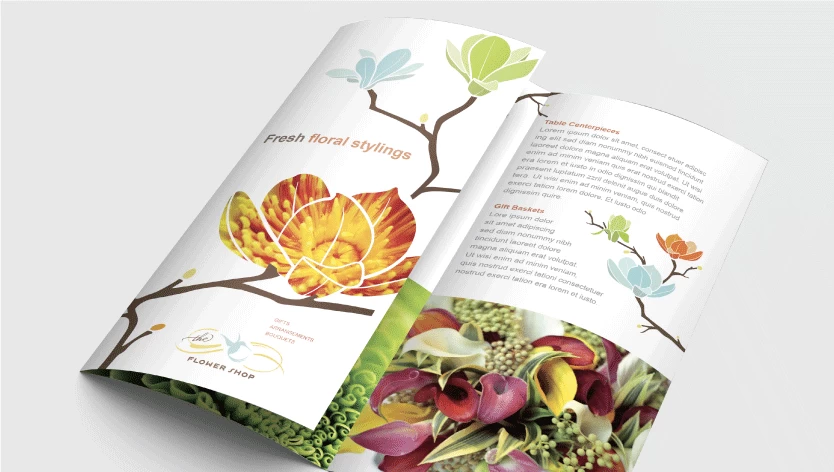 Fresh floral stylings
GIFTS
ARRANGEMENTS
BOUQUETS
the
FLOWER SHOP
Table Centerpieces
Lorem ipsum dolor sit amet, consect etuer adipisc
ing elit sed diam nonummy nibh euismod tincidunt
laoreet dolore magna aliquam erat volutpat. Ut wisi
enim ad minim veniam quis nostrud exerci tation
era lorem et iusto odio dignissim qui blandit
praesent luptatum zzril delenit augue duis dolore
tera. Ut wisi enim ad minim veniam, quis nostrud
exerci tation lorem dolore. Et iusto odio
dignissim qure.
Gift Baskets
Lore ipsum dolor
sit amet adipiscing
sed diam nonummy nibh
tincidunt laoreet dolore
magna aliquam erat volutpat.
Ut wisi enim ad minim veniam,
quis nostrud exerci tationi consectetuer
nostrud exerci tation era lorem et iusto